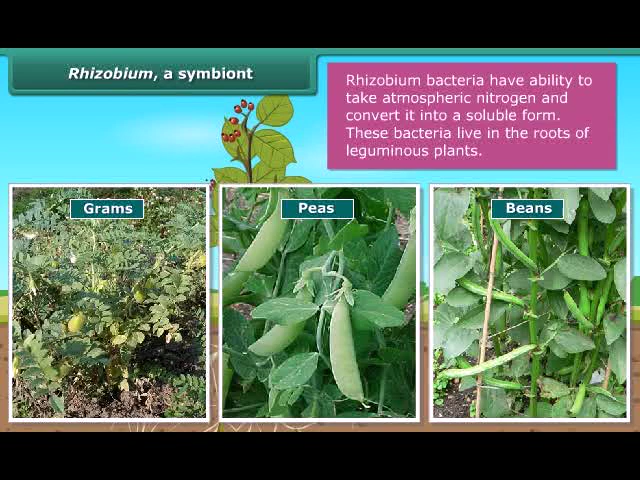 Rhizobium, a symbiont
Rhizobium bacteria have ability to
take atmospheric nitrogen and
convert it into a soluble form.
These bacteria live in the roots of
leguminous plants.
Grams
Peas
Beans